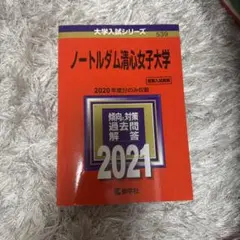 大学入試シリーズ
539
ノートルダム清心女子大学
2020年度分のみ収載
傾向と対策
過去問
解答
2021
教学社